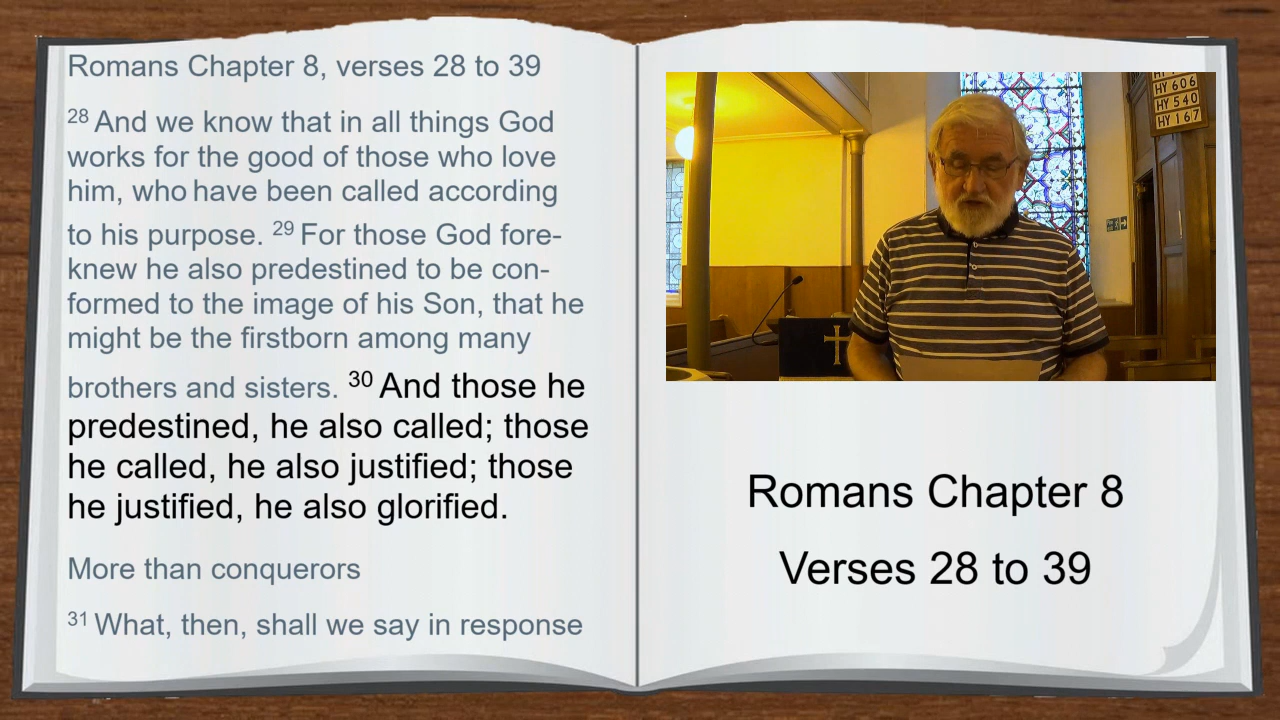 Romans Chapter 8, verses 28 to 39
28 And we know that in all things God
works for the good of those who love
him, who have been called according
to his purpose. 29 For those God fore-
knew he also predestined to be con-
formed to the image of his Son, that he
might be the firstborn among many
brothers and sisters. 30 And those he
predestined, he also called; those
he called, he also justified; those
he justified, he also glorified.
More than conquerors
31 What, then, shall we say in response
HY 606
HY 540
HY 167
Romans Chapter 8
Verses 28 to 39